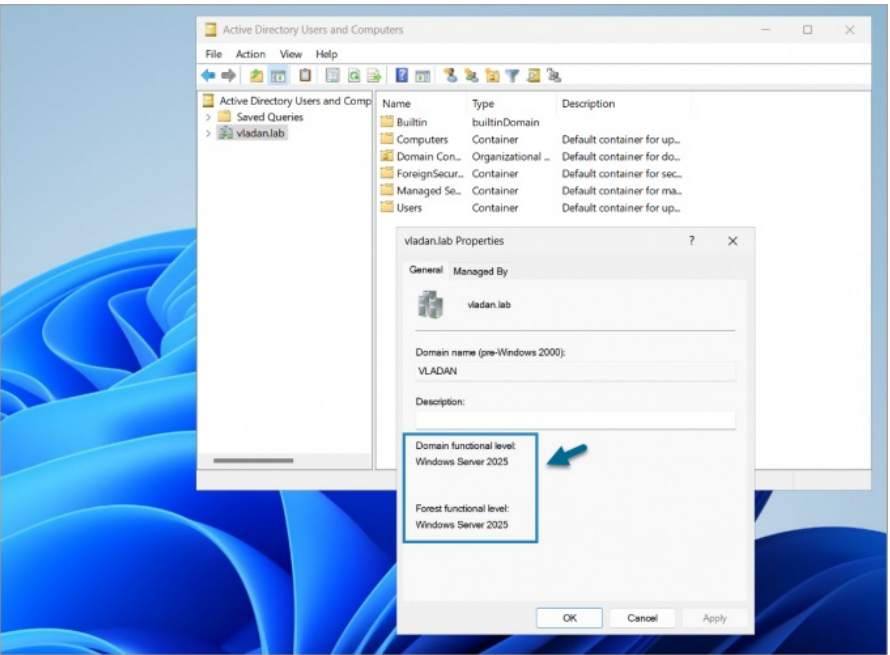 Active Directory Users and Computers
File Action View Help
Active Directory Users and Comp
Saved Queries
vladan.lab
Name Type Description
Builtin builtinDomain
Computers Container Default container for up...
Domain Con... Organizational ... Default container for do...
ForeignSecur... Container Default container for sec...
Managed Se... Container Default container for ma...
Users Container Default container for up...
vladan.lab Properties
General Managed By
vladan.lab
Domain name (pre-Windows 2000):
VLADAN
Description:
Domain functional level:
Windows Server 2025
Forest functional level:
Windows Server 2025
OK Cancel Apply